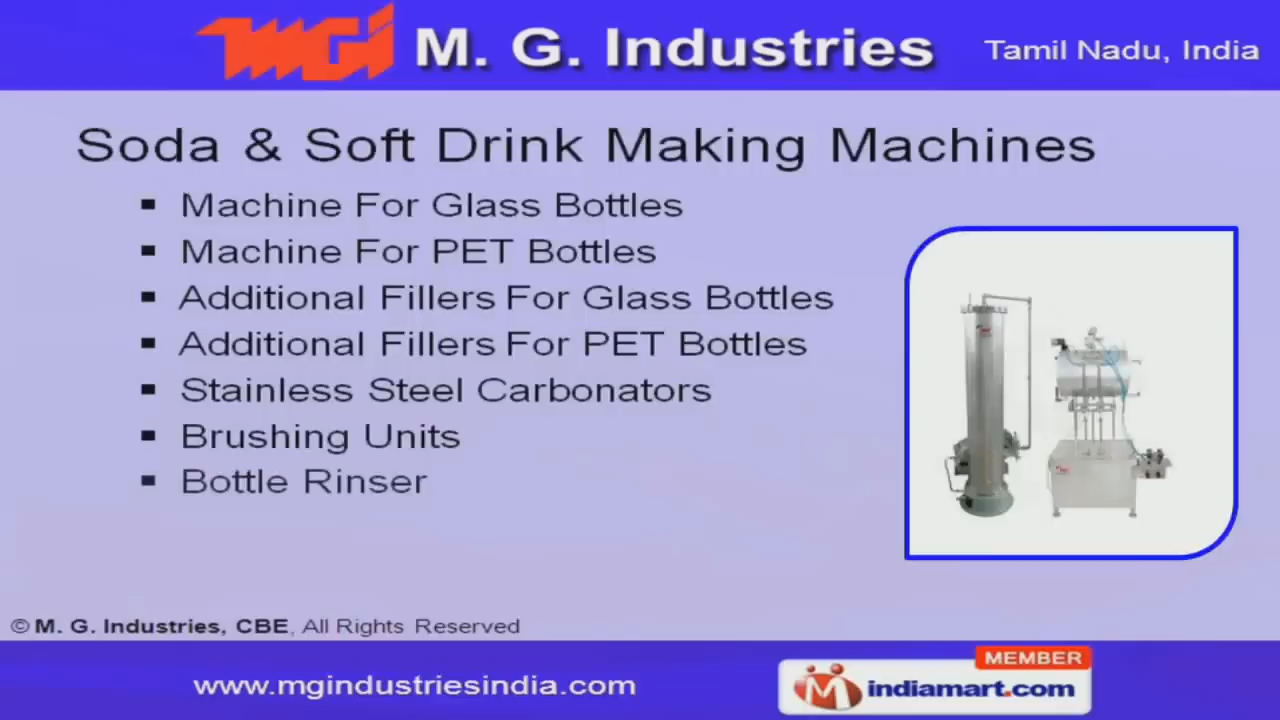 MGI M. G. Industries
Tamil Nadu, India
Soda & Soft Drink Making Machines
▪ Machine For Glass Bottles
▪ Machine For PET Bottles
▪ Additional Fillers For Glass Bottles
▪ Additional Fillers For PET Bottles
▪ Stainless Steel Carbonators
▪ Brushing Units
▪ Bottle Rinser
© M. G. Industries, CBE, All Rights Reserved
www.mgindustriesindia.com
MEMBER
indiamart.com